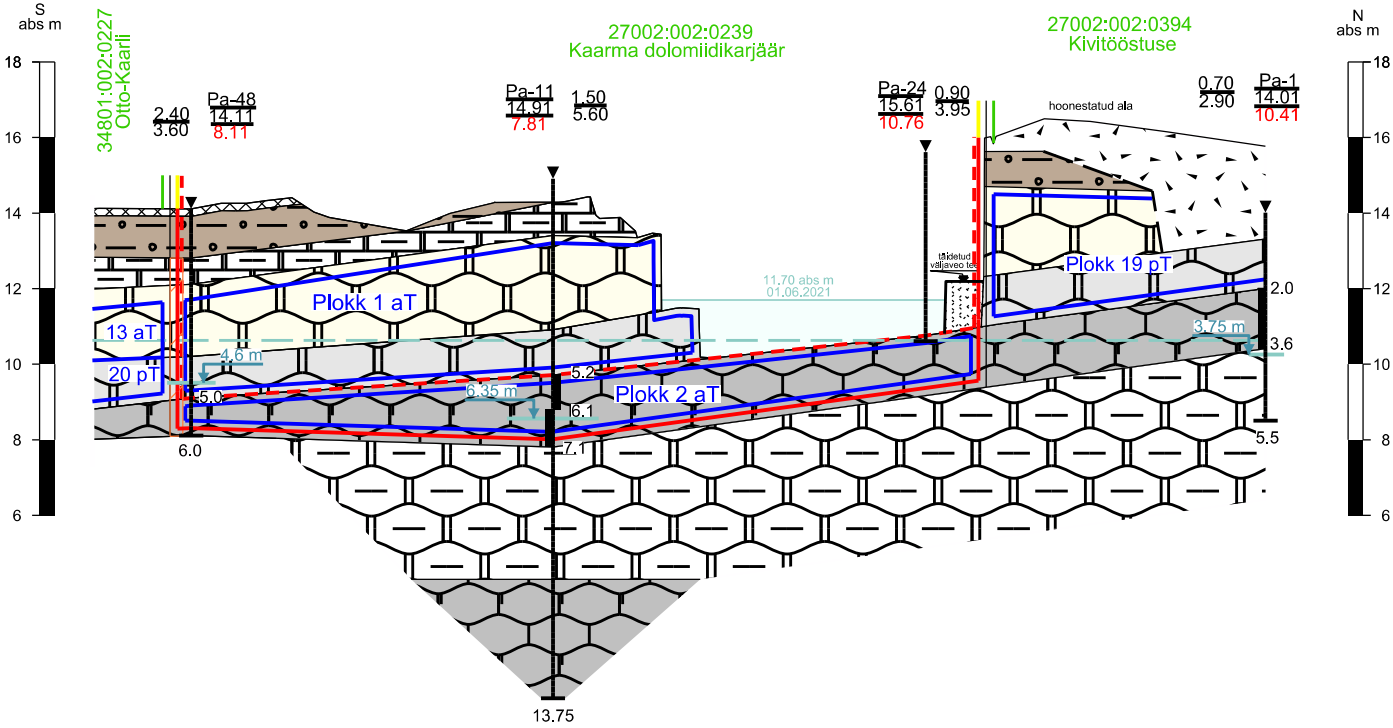 S
abs m
34801:002:0227
Otto-Kaarli
27002:002:0239
Kaarma dolomiidikarjäär
27002:002:0394
Kivitööstuse
N
abs m
18
16
14
12
10
8
6
18
16
14
12
10
8
6
2.40
3.60
Pa-48
14.11
8.11
Pa-11
14.91
7.81
1.50
5.60
Pa-24
15.61
10.76
0.90
3.95
hoonestatud ala
0.70
2.90
Pa-1
14.01
10.41
täidetud
väljaveo tee
11.70 abs m
01.06.2021
Plokk 1 aT
Plokk 19 pT
13 aT
20 pT
4.6 m
5.0
6.0
6.35 m
5.2
6.1
7.1
Plokk 2 aT
2.0
3.75 m
3.6
5.5
13.75